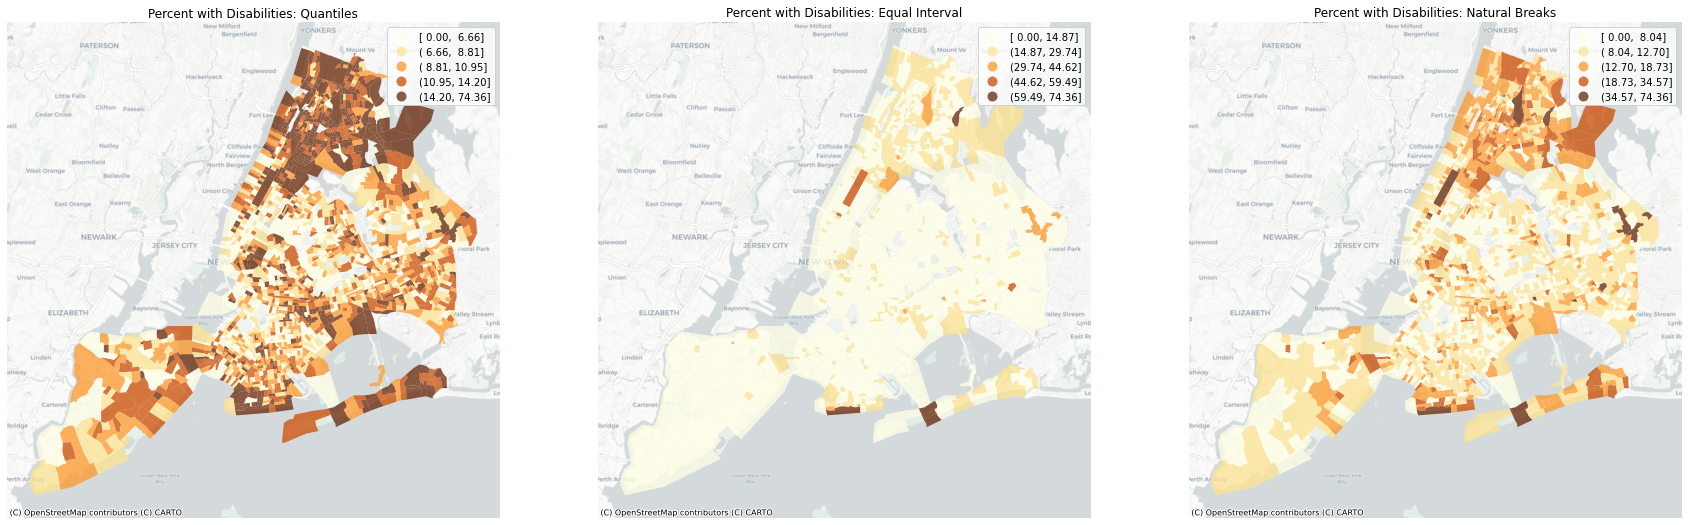 Percent with Disabilities: Quantiles
New Milford
Bergenfield
YONKERS
PATERSON
Mount Ve
Hackensack
Englewood
Little Falls
Clifton
Passaic
Cedar Grove
Fort Lee
Nutley
Cliffside Pa
Fairview
Bloomfield
North Bergen
West Orange
Belleville
Union City
East Orange
Kearny
NEWARK
JERSEY CITY
NEW
Union
Bayonne
ELIZABETH
Valley Stream
Linden
Carteret
Perth Amboy
[ 0.00, 6.66]
( 6.66, 8.81]
( 8.81, 10.95]
(10.95, 14.20]
(14.20, 74.36]
(C) OpenStreetMap contributors (C) CARTO
Percent with Disabilities: Equal Interval
New Milford
Bergenfield
YONKERS
PATERSON
Mount Ve
Hackensack
Englewood
Little Falls
Clifton
Passaic
Cedar Grove
Fort Lee
Nutley
Cliffside Pa
Fairview
Bloomfield
North Bergen
West Orange
Belleville
Union City
East Orange
Kearny
NEWARK
JERSEY CITY
NEW YORK
Union
Bayonne
ELIZABETH
Valley Stream
Linden
Carteret
Perth Amboy
[ 0.00, 14.87]
(14.87, 29.74]
(29.74, 44.62]
(44.62, 59.49]
(59.49, 74.36]
(C) OpenStreetMap contributors (C) CARTO
Percent with Disabilities: Natural Breaks
New Milford
Bergenfield
YONKERS
PATERSON
Mount Ve
Hackensack
Englewood
Little Falls
Clifton
Passaic
Cedar Grove
Fort Lee
Nutley
Cliffside Pa
Fairview
Bloomfield
North Bergen
West Orange
Belleville
Union City
East Orange
Kearny
NEWARK
JERSEY CITY
Union
Bayonne
ELIZABETH
Valley Stream
Linden
Carteret
Perth Amboy
[ 0.00, 8.04]
( 8.04, 12.70]
(12.70, 18.73]
(18.73, 34.57]
(34.57, 74.36]
(C) OpenStreetMap contributors (C) CARTO